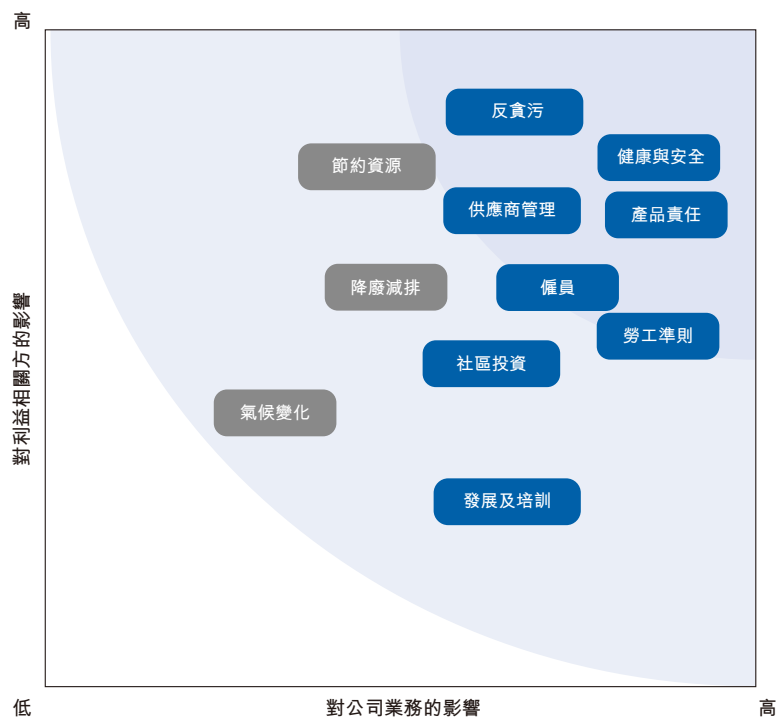 高
反貪污
健康與安全
節約資源
供應商管理
產品責任
降廢減排
僱員
勞工準則
社區投資
氣候變化
發展及培訓
對利益相關方的影響
低
對公司業務的影響
高